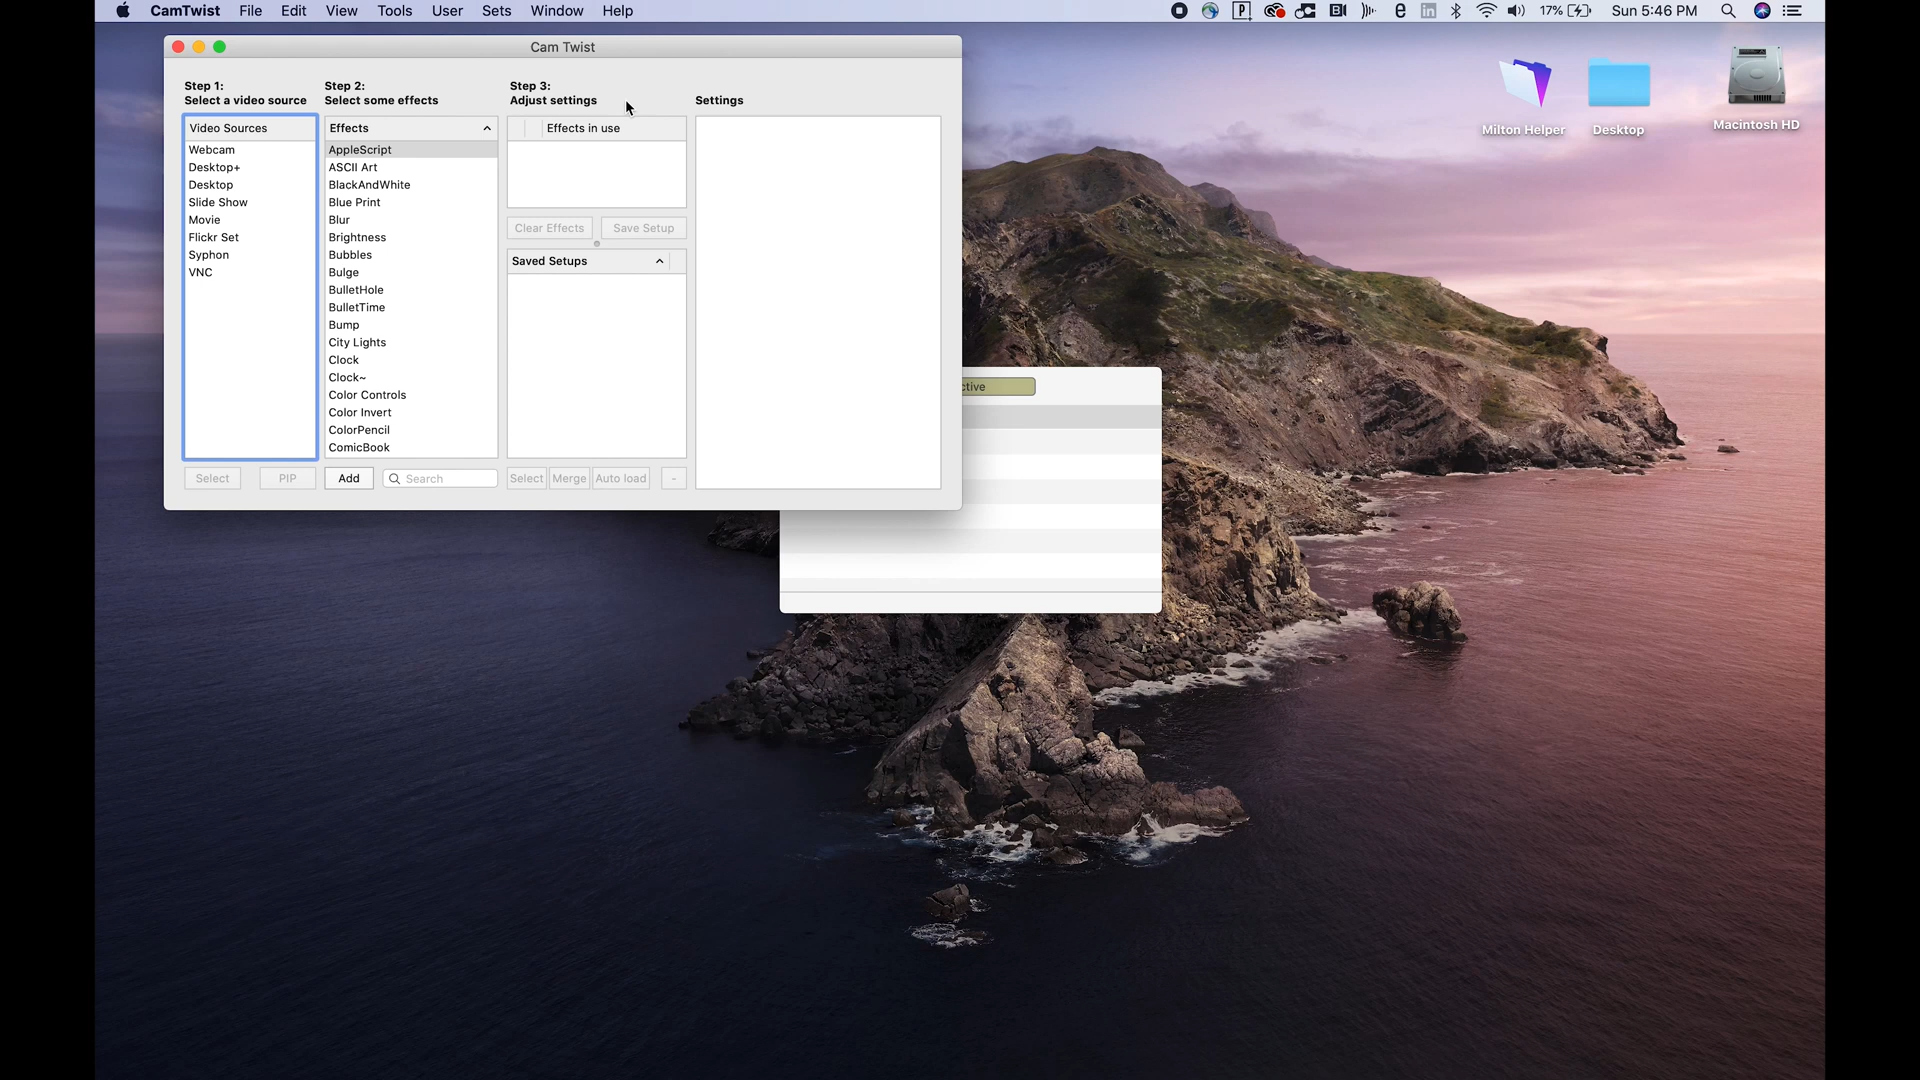 CamTwist File Edit View Tools User Sets Window Help
17% Sun 5:46 PM
Cam Twist
Step 1:
Select a video source
Step 2:
Select some effects
Step 3:
Adjust settings
Settings
Video Sources
Webcam
Desktop+
Desktop
Slide Show
Movie
Flickr Set
Syphon
VNC
Select PIP
Effects
AppleScript
ASCII Art
BlackAndWhite
Blue Print
Blur
Brightness
Bubbles
Bulge
BulletHole
BulletTime
Bump
City Lights
Clock
Clock~
Color Controls
Color Invert
ColorPencil
ComicBook
Add Search
Effects in use
Clear Effects Save Setup
Saved Setups
Select Merge Auto load -
ctive
Milton Helper
Desktop
Macintosh HD